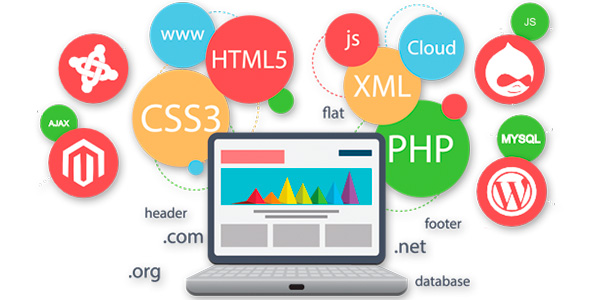 www
HTML5
js
Cloud
JS
XML
flat
CSS3
AJAX
PHP
MYSQL
header
footer
.com
.net
.org
database